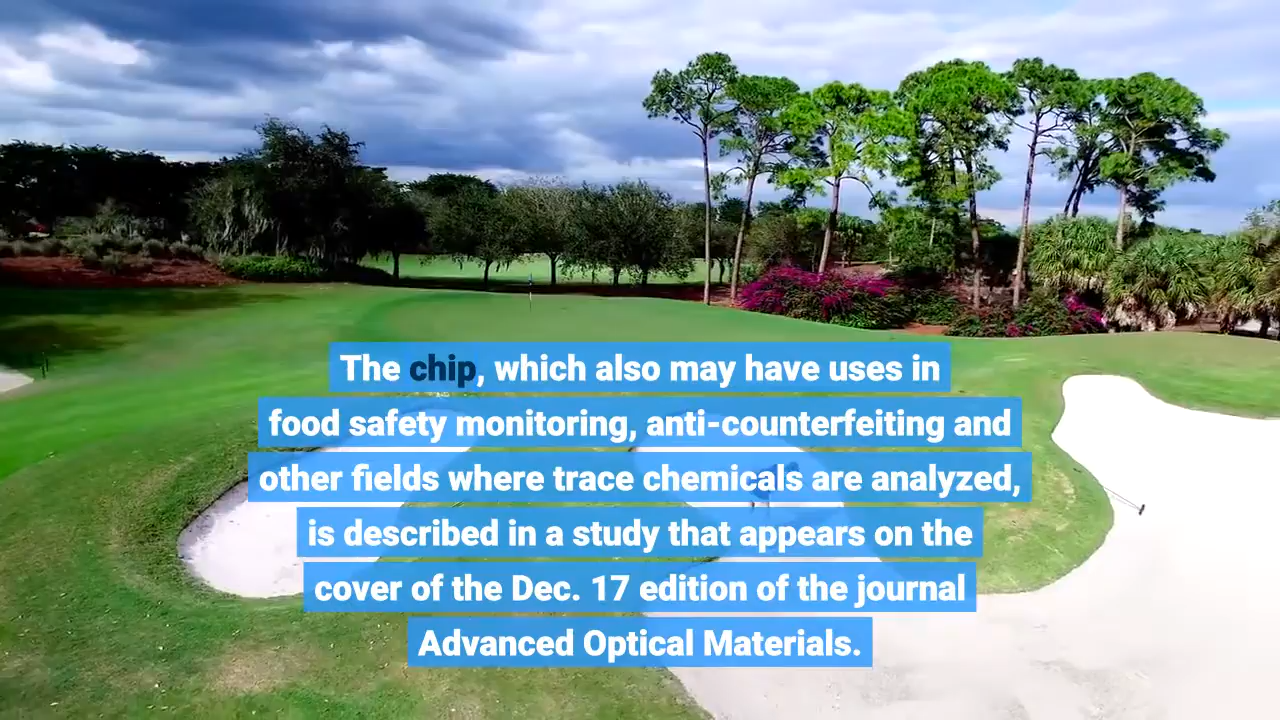 The chip, which also may have uses in
food safety monitoring, anti-counterfeiting and
other fields where trace chemicals are analyzed,
is described in a study that appears on the
cover of the Dec. 17 edition of the journal
Advanced Optical Materials.